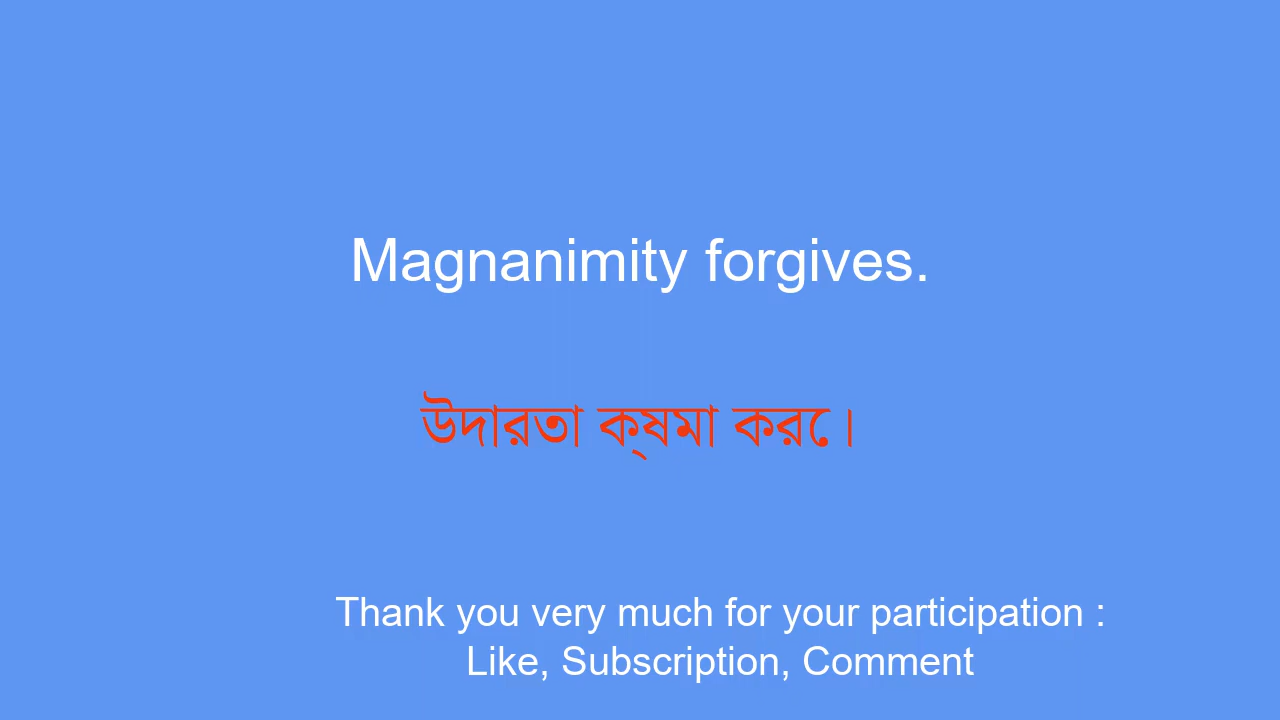 Magnanimity forgives.
উদারতা ক্ষমা করে।
Thank you very much for your participation :
Like, Subscription, Comment